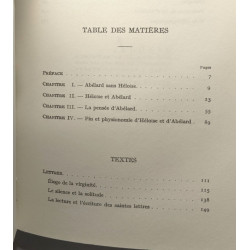 TABLE DES MATIÈRES
Pages
PRÉFACE 7
CHAPITRE I. — Abélard sans Héloïse. 9
CHAPITRE II. — Héloïse et Abélard 23
CHAPITRE III. — La pensée d'Abélard.
CHAPITRE IV. — Fin et physionomie d'Héloïse et d'Abélard 89
TEXTES
LETTRES. 111
Éloge de la virginité. 115
Le silence et la solitude 138
La lecture et l'écriture des saintes lettres.